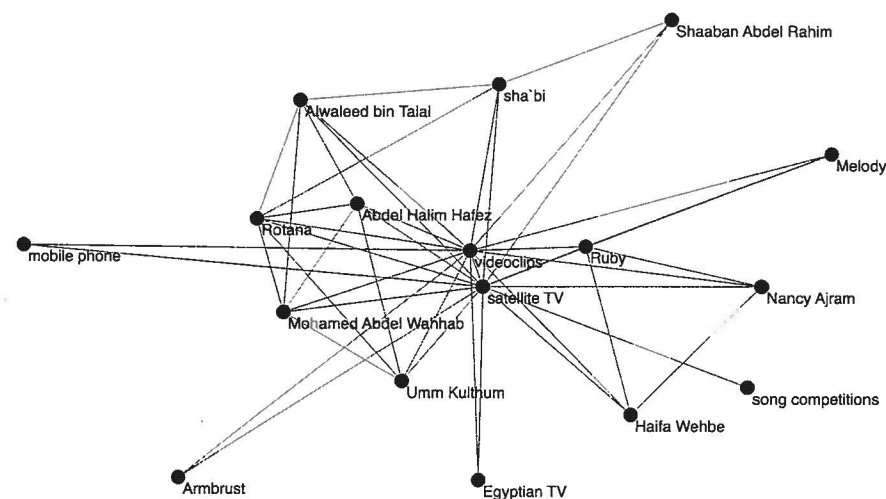 Shaaban Abdel Rahim
sha`bi
Alwaleed bin Talal
Melody
Abdel Halim Hafez
Rotana
mobile phone
videoclips
Ruby
satellite TV
Nancy Ajram
Mohamed Abdel Wahhab
Umm Kulthum
song competitions
Haifa Wehbe
Armbrust
Egyptian TV